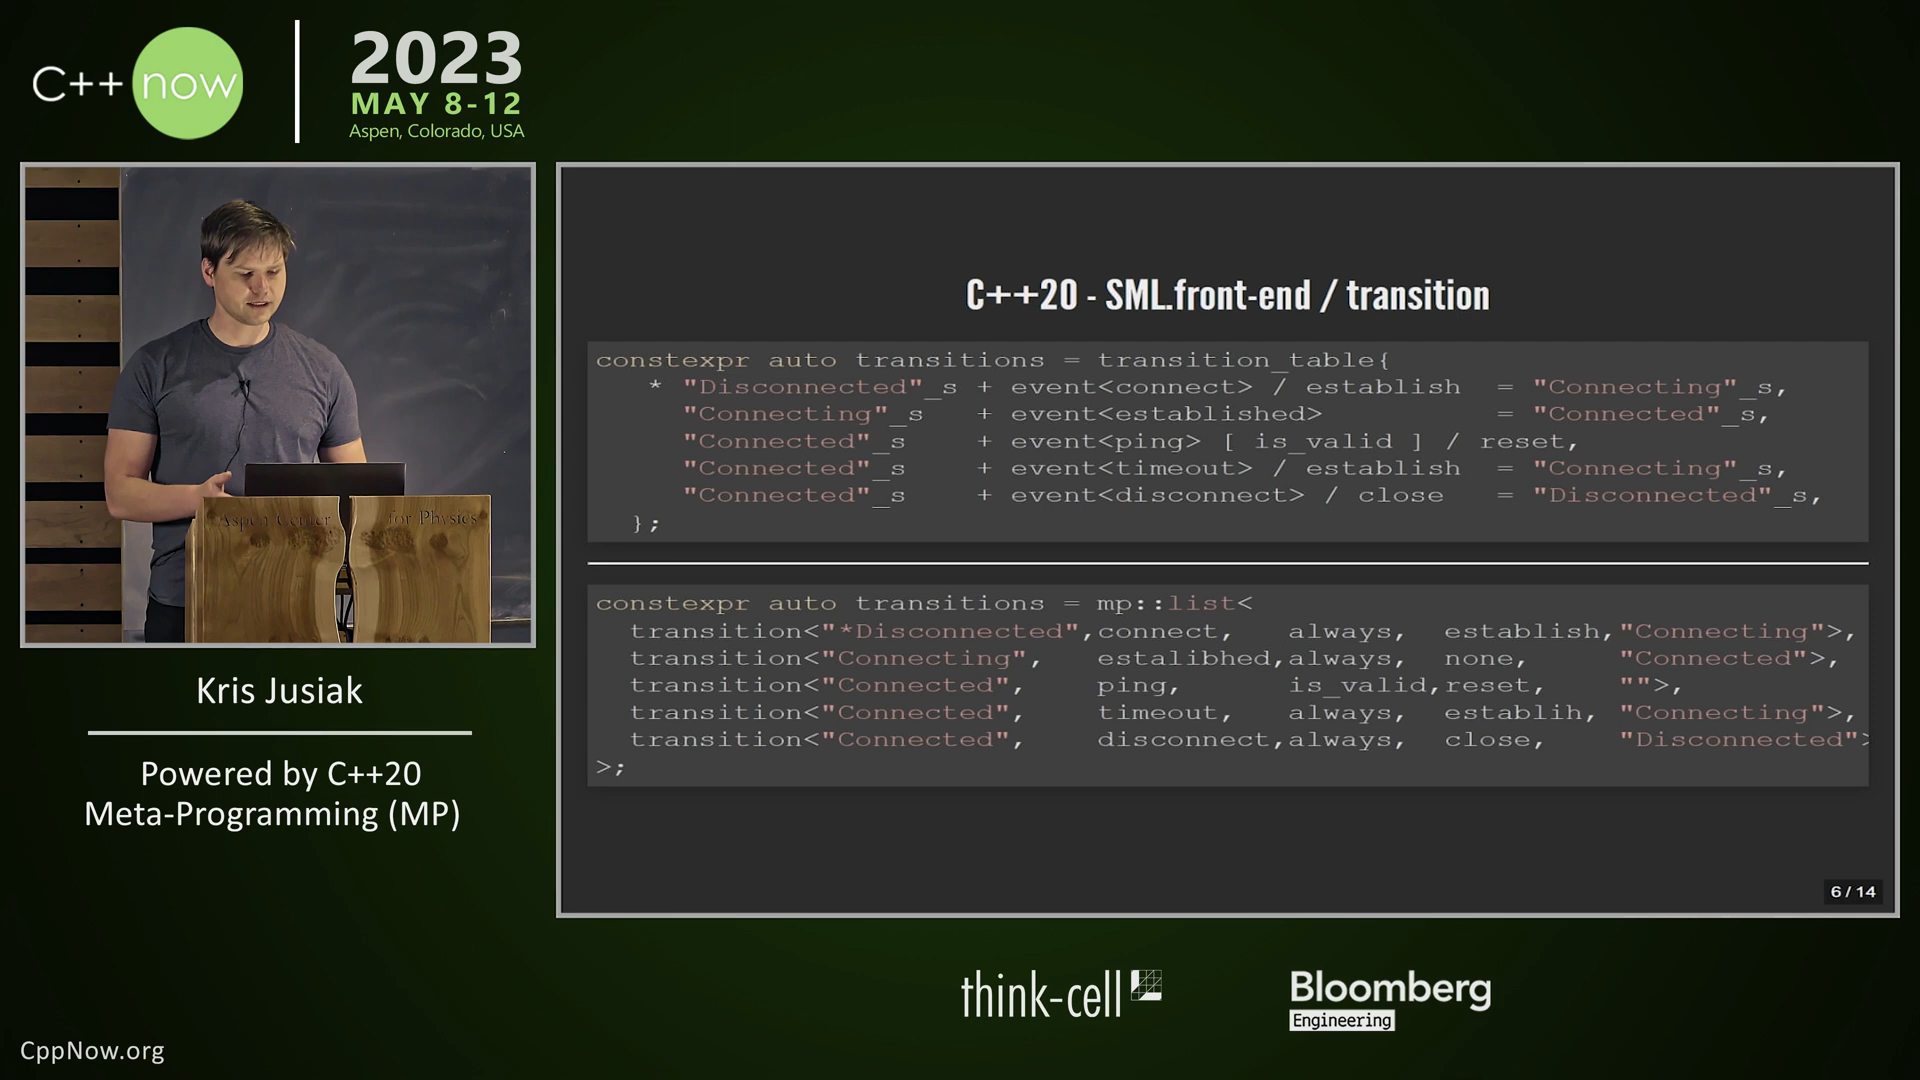 C++ now
2023
MAY 8-12
Aspen, Colorado, USA
Aspen Center for Physics
Kris Jusiak
Powered by C++20
Meta-Programming (MP)
C++20 - SML.front-end / transition
constexpr auto transitions = transition_table{
* "Disconnected"_s + event<connect> / establish = "Connecting"_s,
"Connecting"_s + event<established> = "Connected"_s,
"Connected"_s + event<ping> [ is_valid ] / reset,
"Connected"_s + event<timeout> / establish = "Connecting"_s,
"Connected"_s + event<disconnect> / close = "Disconnected"_s,
};
constexpr auto transitions = mp::list<
transition<"*Disconnected",connect, always, establish,"Connecting">,
transition<"Connecting", estalibhed,always, none, "Connected">,
transition<"Connected", ping, is_valid,reset, "">,
transition<"Connected", timeout, always, establih, "Connecting">,
transition<"Connected", disconnect,always, close, "Disconnected">
>;
6 / 14
think-cell
Bloomberg
Engineering
CppNow.org